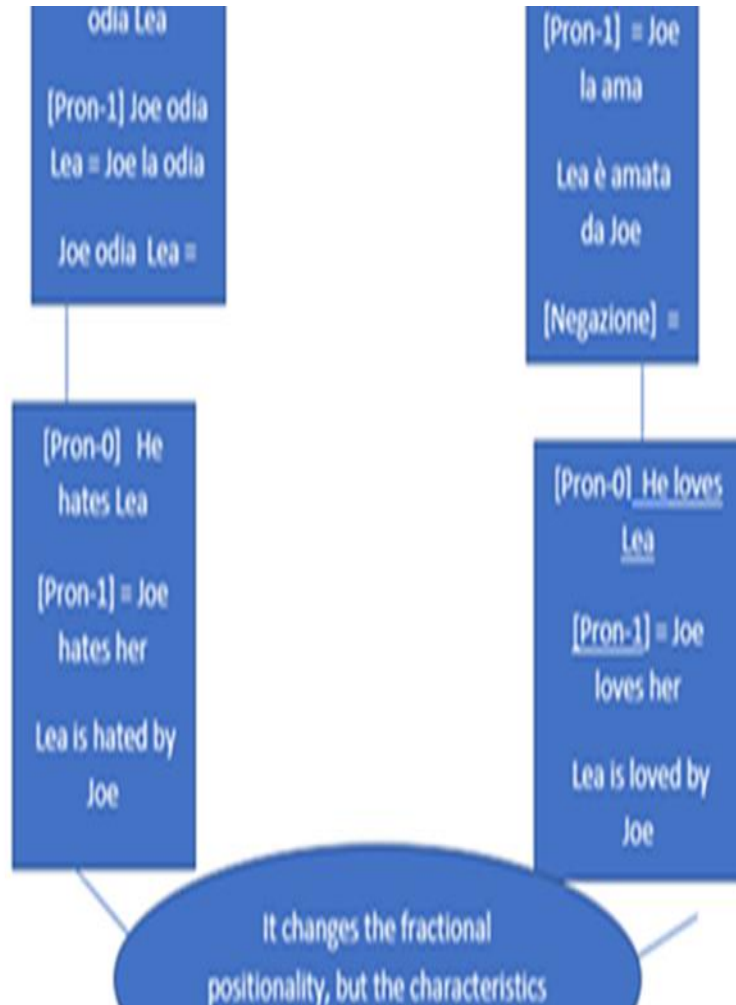 odia Lea
[Pron-1] Joe odia
Lea = Joe la odia
Joe odia Lea =
[Pron-1] = Joe
la ama
Lea è amata
da Joe
[Negazione] =
[Pron-0] He
hates Lea
[Pron-1] = Joe
hates her
Lea is hated by
Joe
[Pron-0] He loves
Lea
[Pron-1] = Joe
loves her
Lea is loved by
Joe
It changes the fractional
positionality, but the characteristics